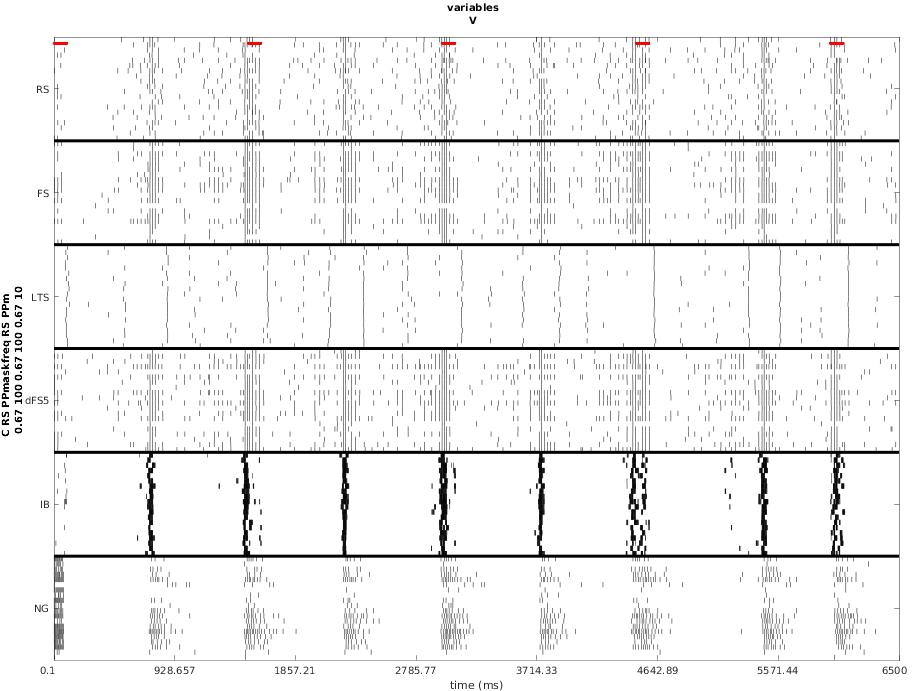 variables
V
C RS PPmaskfreq RS PPm
0.67 100 0.67 100 0.67 10
RS
FS
LTS
dFS5
IB
NG
0.1 928.657 1857.21 2785.77 3714.33 4642.89 5571.44 6500
time (ms)